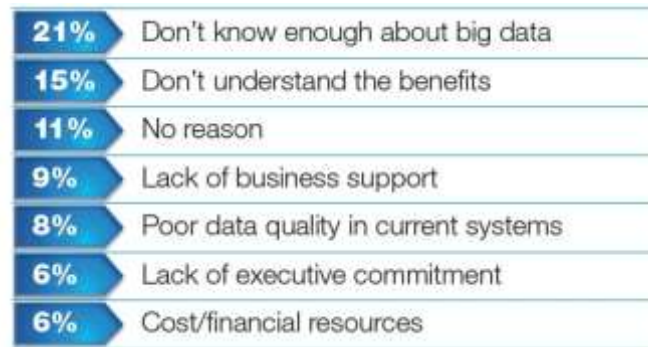 21% Don't know enough about big data
15% Don't understand the benefits
11% No reason
9% Lack of business support
8% Poor data quality in current systems
6% Lack of executive commitment
6% Cost/financial resources